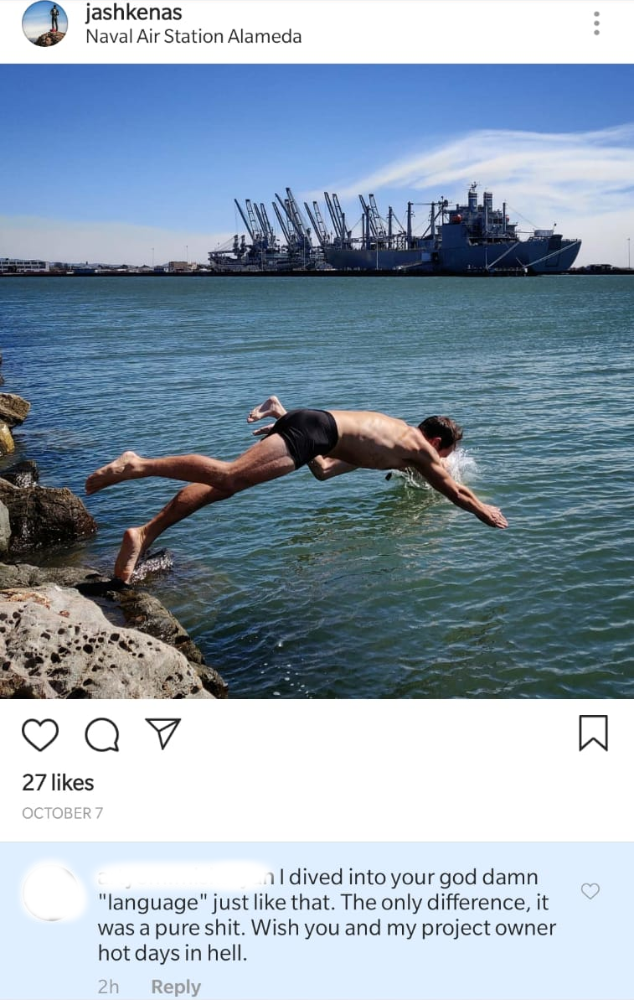 jashkenas
Naval Air Station Alameda
27 likes
OCTOBER 7
I dived into your god damn
"language" just like that. The only difference, it
was a pure shit. Wish you and my project owner
hot days in hell.
2h Reply